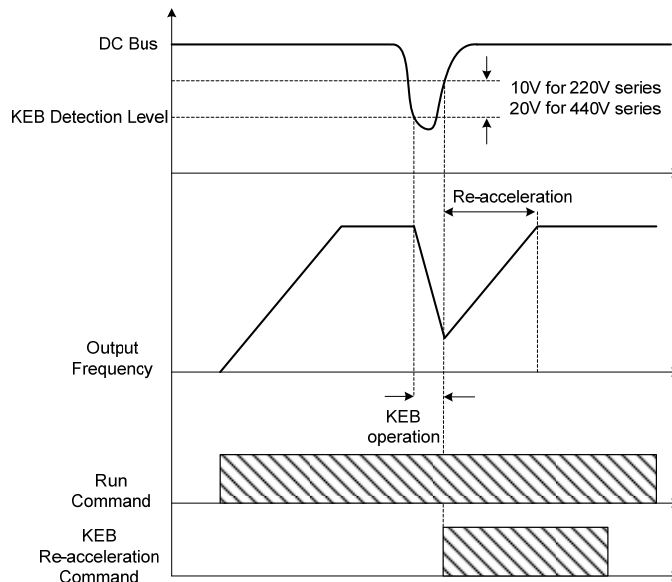 DC Bus
10V for 220V series
20V for 440V series
KEB Detection Level
Re-acceleration
Output
Frequency
KEB
operation
Run
Command
KEB
Re-acceleration
Command